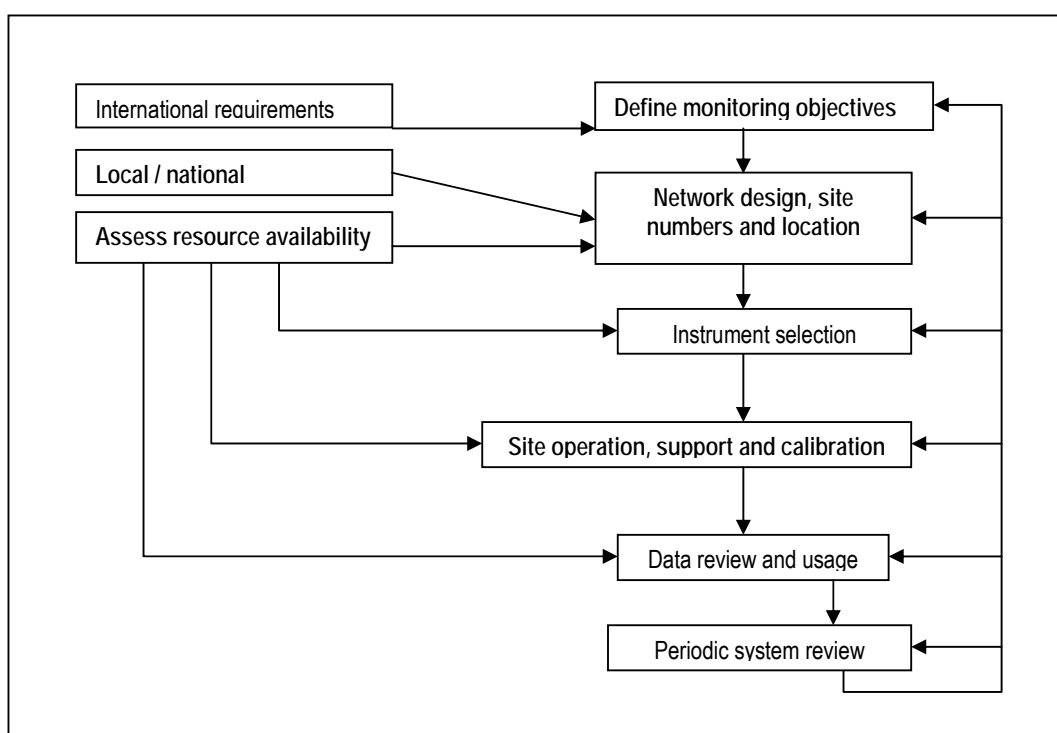 International requirements
Define monitoring objectives
Local / national
Network design, site
numbers and location
Assess resource availability
Instrument selection
Site operation, support and calibration
Data review and usage
Periodic system review